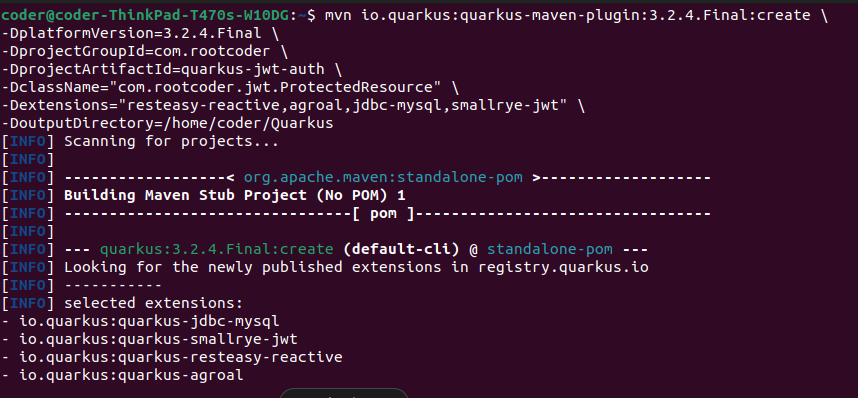 coder@coder-ThinkPad-T470s-W10DG:~$ mvn io.quarkus:quarkus-maven-plugin:3.2.4.Final:create \
-DplatformVersion=3.2.4.Final \
-DprojectGroupId=com.rootcoder \
-DprojectArtifactId=quarkus-jwt-auth \
-DclassName="com.rootcoder.jwt.ProtectedResource" \
-Dextensions="resteasy-reactive,agroal,jdbc-mysql,smallrye-jwt" \
-DoutputDirectory=/home/coder/Quarkus
[INFO] Scanning for projects...
[INFO]
[INFO] ------------------< org.apache.maven:standalone-pom >-------------------
[INFO] Building Maven Stub Project (No POM) 1
[INFO] --------------------------------[ pom ]---------------------------------
[INFO]
[INFO] --- quarkus:3.2.4.Final:create (default-cli) @ standalone-pom ---
[INFO] Looking for the newly published extensions in registry.quarkus.io
[INFO] -----------
[INFO] selected extensions:
- io.quarkus:quarkus-jdbc-mysql
- io.quarkus:quarkus-smallrye-jwt
- io.quarkus:quarkus-resteasy-reactive
- io.quarkus:quarkus-agroal